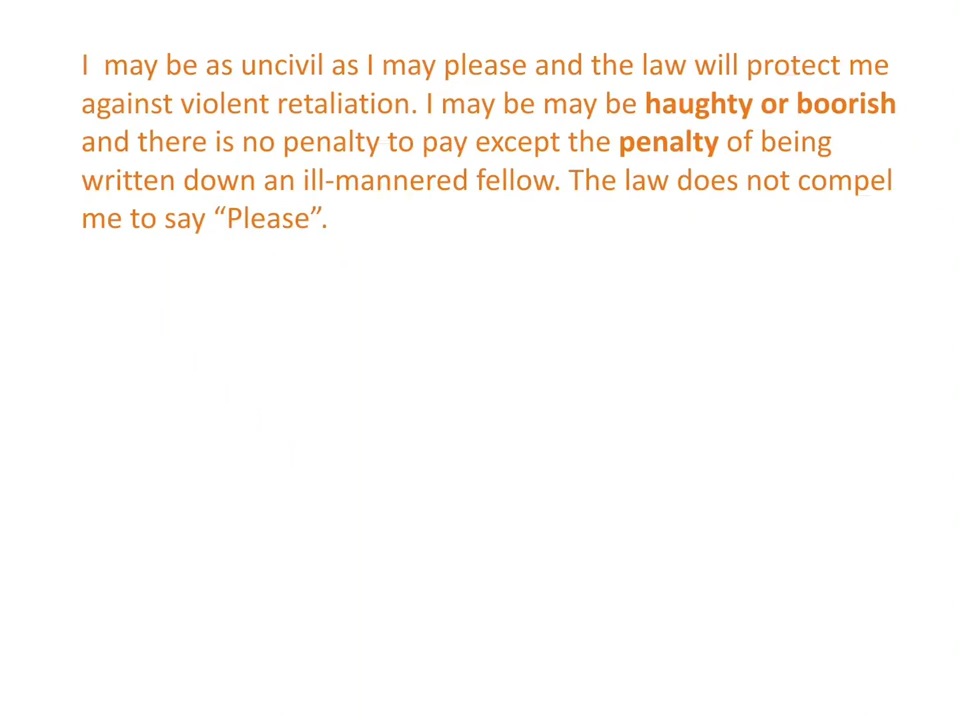 I  may be as uncivil as I may please and the law will protect me
against violent retaliation. I may be may be haughty or boorish
and there is no penalty to pay except the penalty of being
written down an ill-mannered fellow. The law does not compel
me to say “Please”.